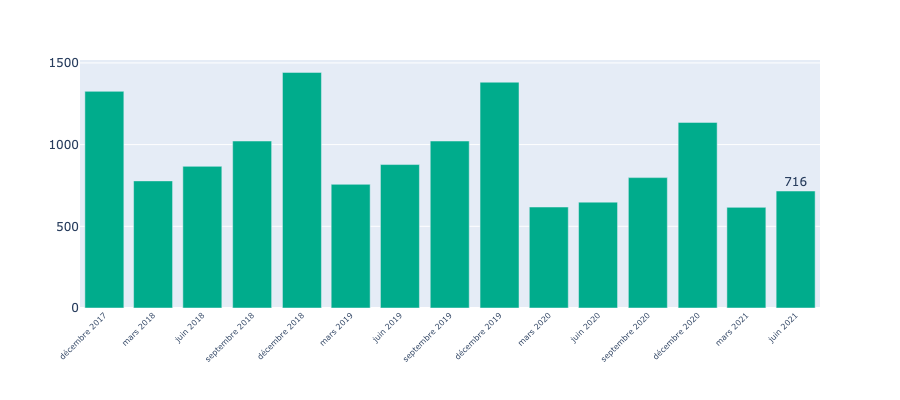 1500
1000
500
0
716
décembre 2017
mars 2018
juin 2018
septembre 2018
décembre 2018
mars 2019
juin 2019
septembre 2019
décembre 2019
mars 2020
juin 2020
septembre 2020
décembre 2020
mars 2021
juin 2021